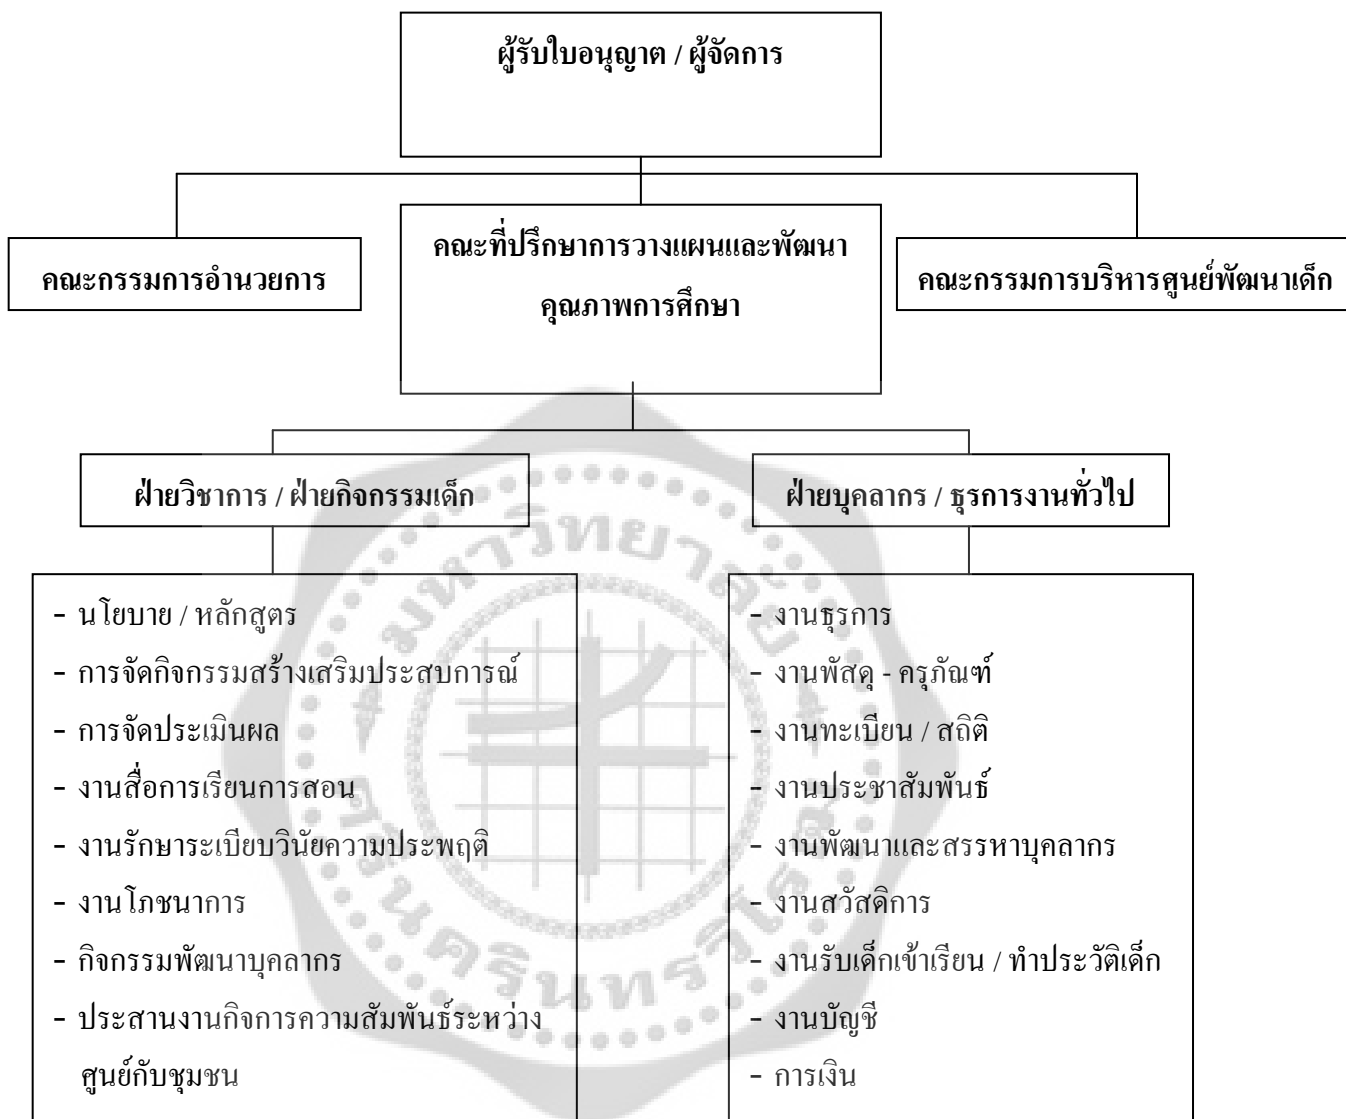 ผู้รับใบอนุญาต / ผู้จัดการ
คณะกรรมการอำนวยการ
คณะที่ปรึกษาการวางแผนและพัฒนา
คุณภาพการศึกษา
คณะกรรมการบริหารศูนย์พัฒนาเด็ก
ฝ่ายวิชาการ / ฝ่ายกิจกรรมเด็ก
- นโยบาย / หลักสูตร
- การจัดกิจกรรมสร้างเสริมประสบการณ์
- การจัดประเมินผล
- งานสื่อการเรียนการสอน
- งานรักษาระเบียบวินัยความประพฤติ
- งานโภชนาการ
- กิจกรรมพัฒนาบุคลากร
- ประสานงานกิจการความสัมพันธ์ระหว่าง
ศูนย์กับชุมชน
ฝ่ายบุคลากร / ธุรการงานทั่วไป
- งานธุรการ
- งานพัสดุ - ครุภัณฑ์
- งานทะเบียน / สถิติ
- งานประชาสัมพันธ์
- งานพัฒนาและสรรหาบุคลากร
- งานสวัสดิการ
- งานรับเด็กเข้าเรียน / ทำประวัติเด็ก
- งานบัญชี
- การเงิน
มหาวิทยาลัย
ศรีนครินทรวิโรฒ